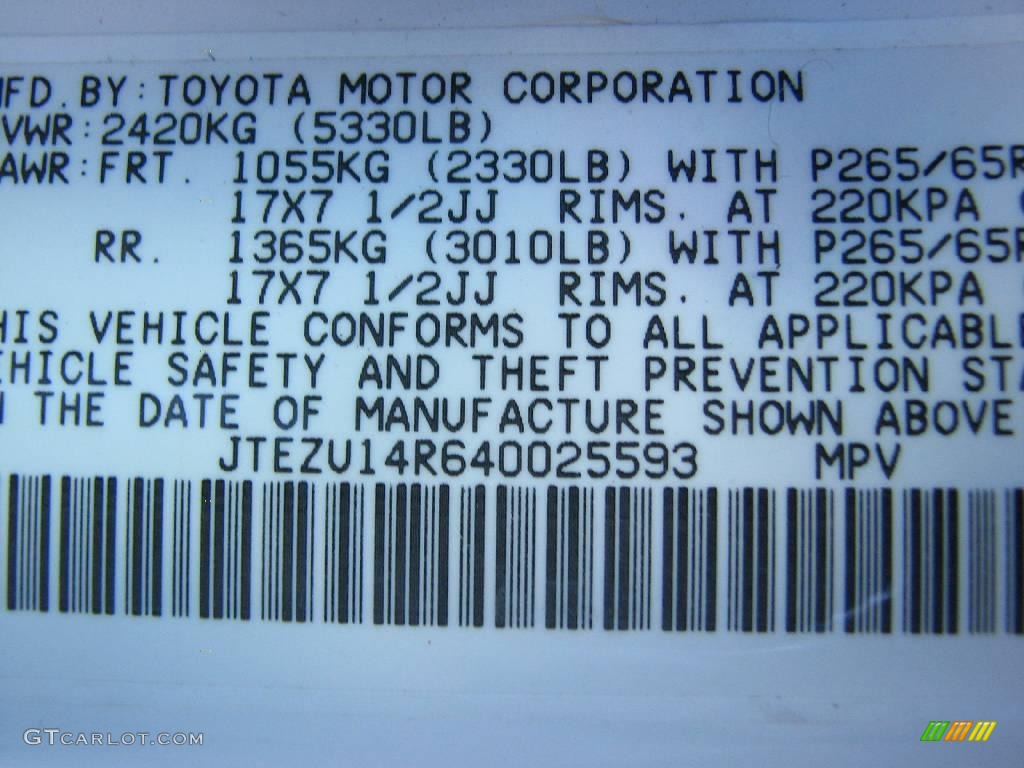 MFD. BY: TOYOTA MOTOR CORPORATION
VWR: 2420KG (5330LB)
AWR: FRT. 1055KG (2330LB) WITH P265/65R
17X7 1/2JJ RIMS. AT 220KPA
RR. 1365KG (3010LB) WITH P265/65R
17X7 1/2JJ RIMS. AT 220KPA
HIS VEHICLE CONFORMS TO ALL APPLICABLE
EHICLE SAFETY AND THEFT PREVENTION STA
THE DATE OF MANUFACTURE SHOWN ABOVE
JTEZU14R640025593 MPV
GTCARLOT.COM